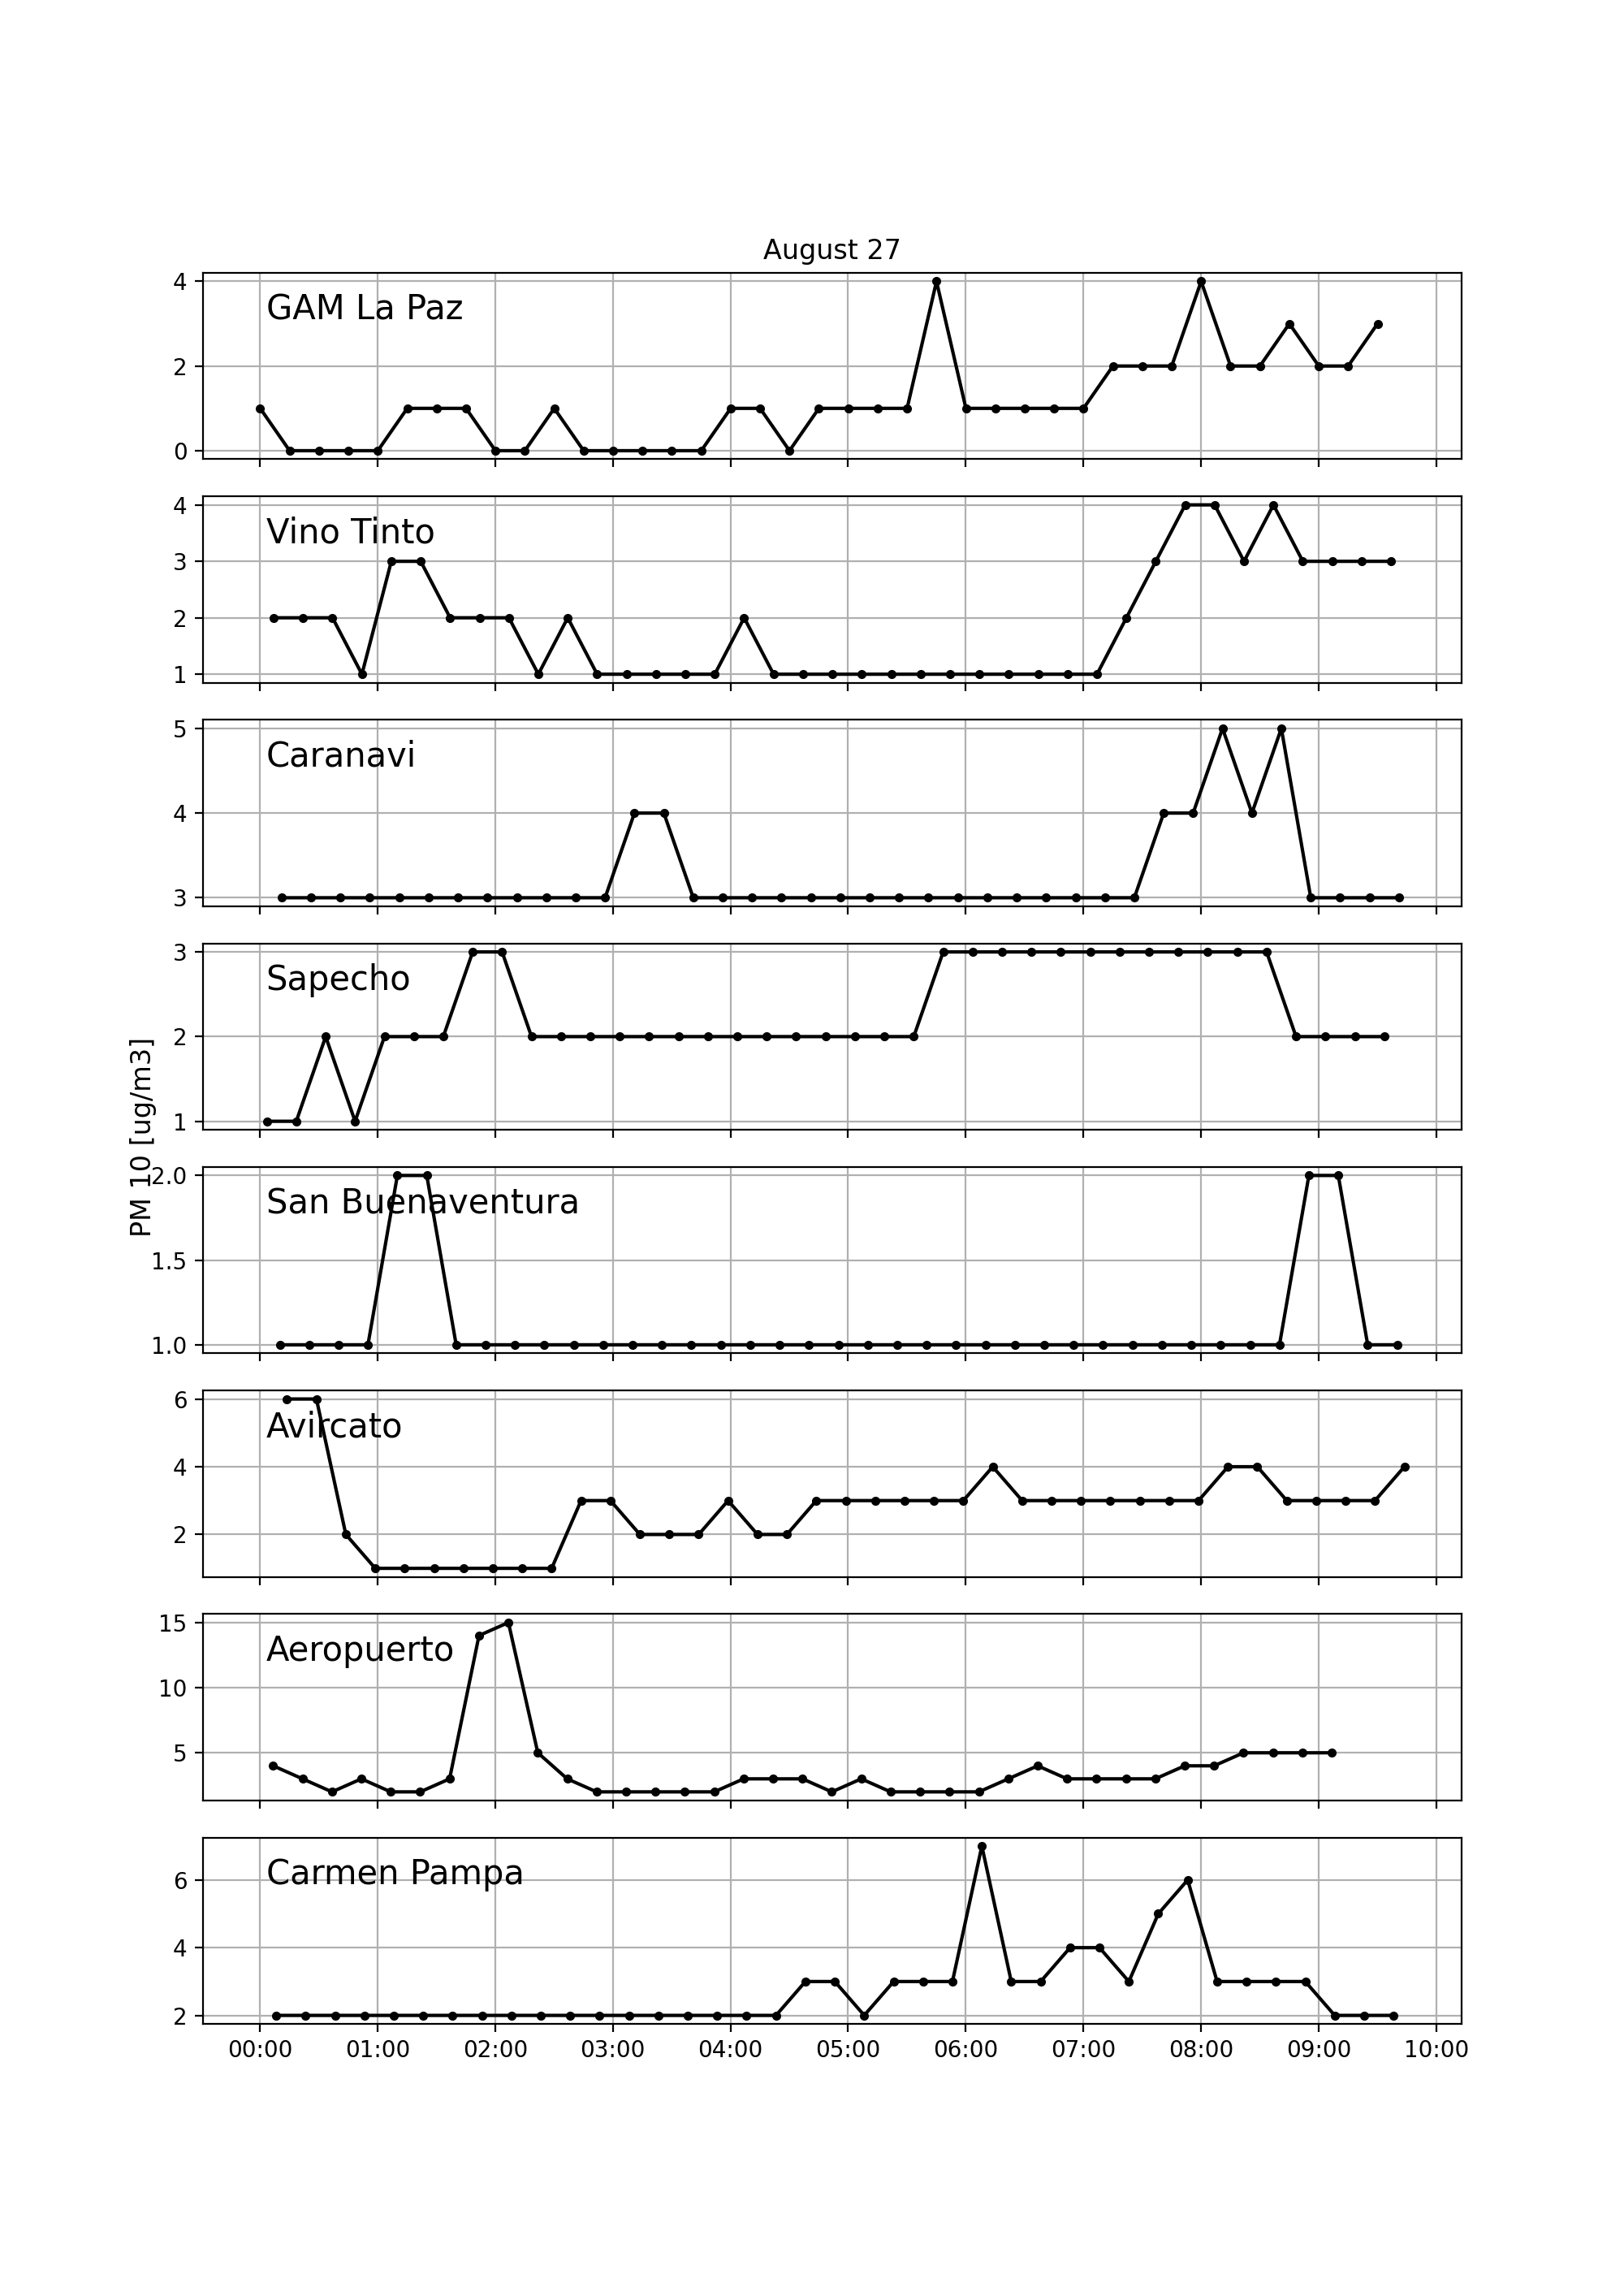 August 27
GAM La Paz
4
2
0
Vino Tinto
4
3
2
1
Caranavi
5
4
3
Sapecho
3
2
1
PM 10 [ug/m3]
San Buenaventura
2.0
1.5
1.0
Avircato
6
4
2
Aeropuerto
15
10
5
Carmen Pampa
6
4
2
00:00 01:00 02:00 03:00 04:00 05:00 06:00 07:00 08:00 09:00 10:00